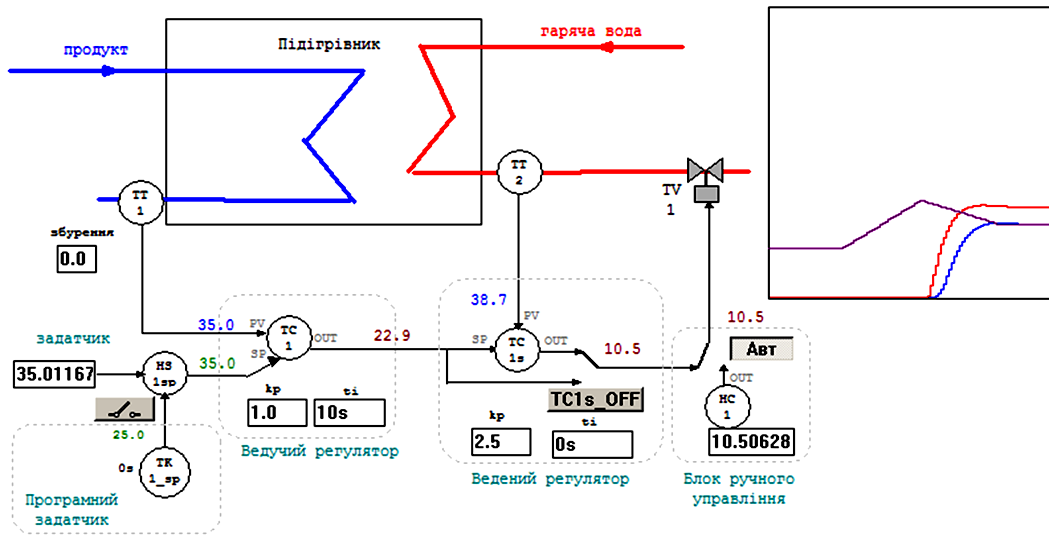 гаряча вода
Підігрівник
продукт
TT
1
TT
2
TV
1
збурення
0.0
38.7
PV
10.5
35.0
PV
TC
1
OUT
22.9
SP
TC
1s
OUT
10.5
Авт
задатчик
SP
35.01167
HS
1sp
35.0
OUT
kp
ti
TC1s_OFF
HC
1
1.0
10s
kp
ti
25.0
2.5
0s
10.50628
0s
TK
1_sp
Ведучий регулятор
Ведений регулятор
Блок ручного
управління
Програмний
задатчик